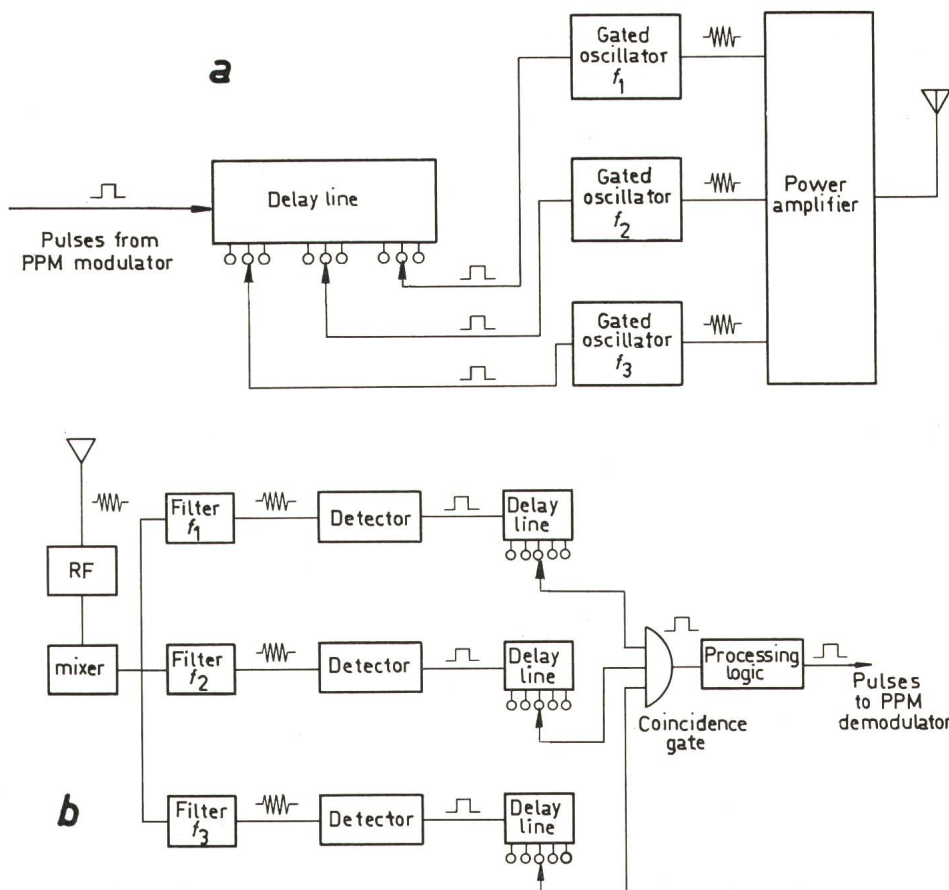 a
Gated
oscillator
f1
Delay line
Pulses from
PPM modulator
Gated
oscillator
f2
Power
amplifier
Gated
oscillator
f3
RF
mixer
Filter
f1
Detector
Delay
line
Filter
f2
Detector
Delay
line
Coincidence
gate
Processing
logic
Pulses
to PPM
demodulator
b
Filter
f3
Detector
Delay
line